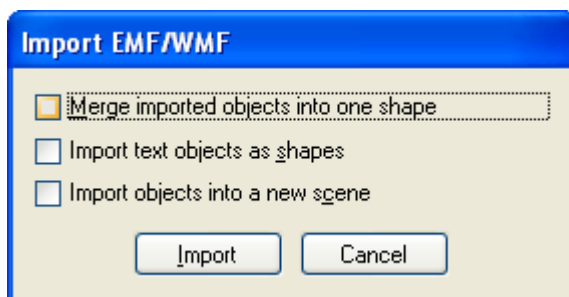 Import EMF/WMF
Merge imported objects into one shape
Import text objects as shapes
Import objects into a new scene
Import
Cancel